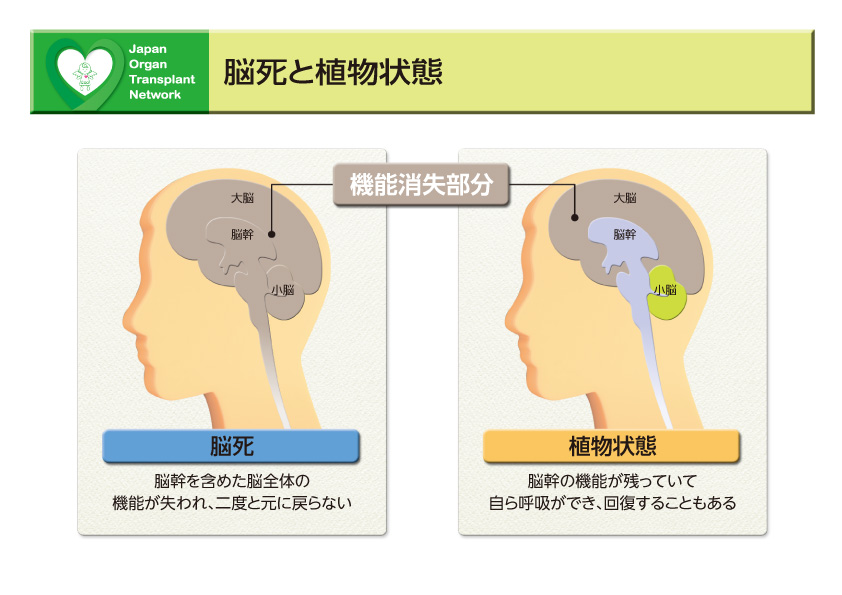 Japan
Organ
Transplant
Network
脳死と植物状態
機能消失部分
大脳
脳幹
小脳
大脳
脳幹
小脳
脳死
脳幹を含めた脳全体の
機能が失われ、二度と元に戻らない
植物状態
脳幹の機能が残っていて
自ら呼吸ができ、回復することもある